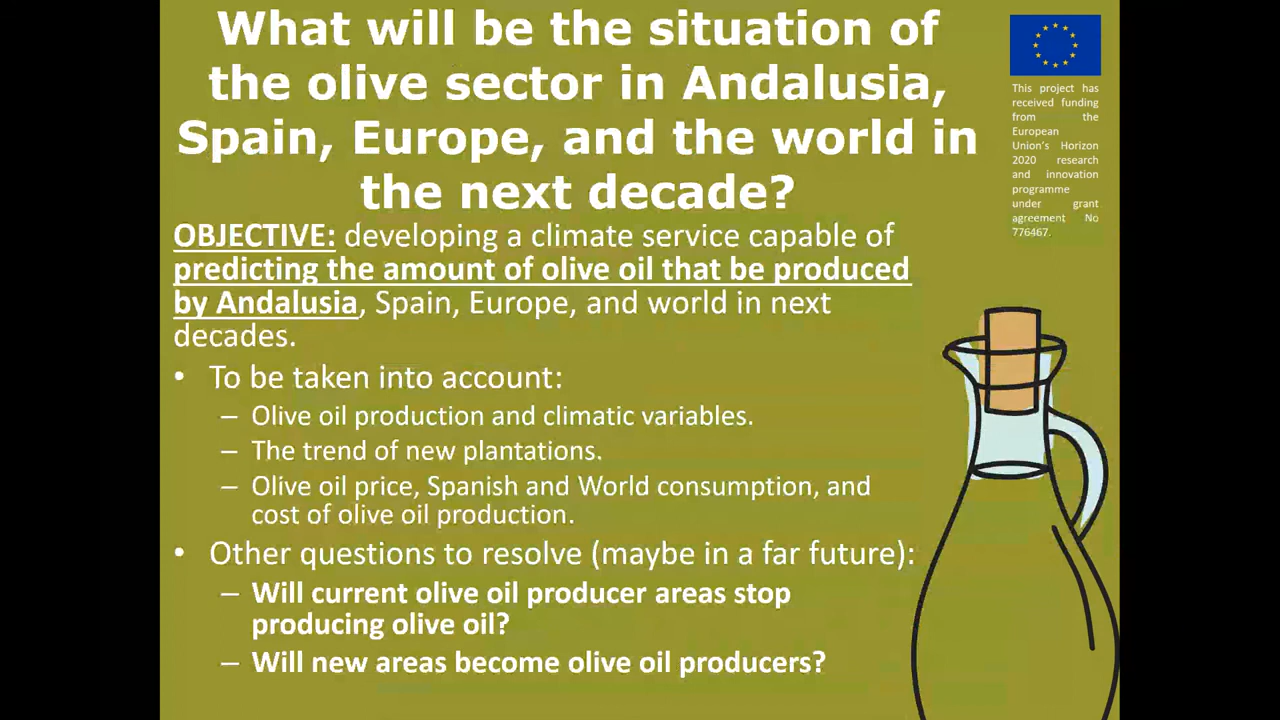 What will be the situation of
the olive sector in Andalusia,
Spain, Europe, and the world in
the next decade?
This project has
received funding
from the
European
Union's Horizon
2020 research
and innovation
programme
under grant
agreement No
776467.
OBJECTIVE: developing a climate service capable of
predicting the amount of olive oil that be produced
by Andalusia, Spain, Europe, and world in next
decades.
• To be taken into account:
– Olive oil production and climatic variables.
– The trend of new plantations.
– Olive oil price, Spanish and World consumption, and
cost of olive oil production.
• Other questions to resolve (maybe in a far future):
– Will current olive oil producer areas stop
producing olive oil?
– Will new areas become olive oil producers?